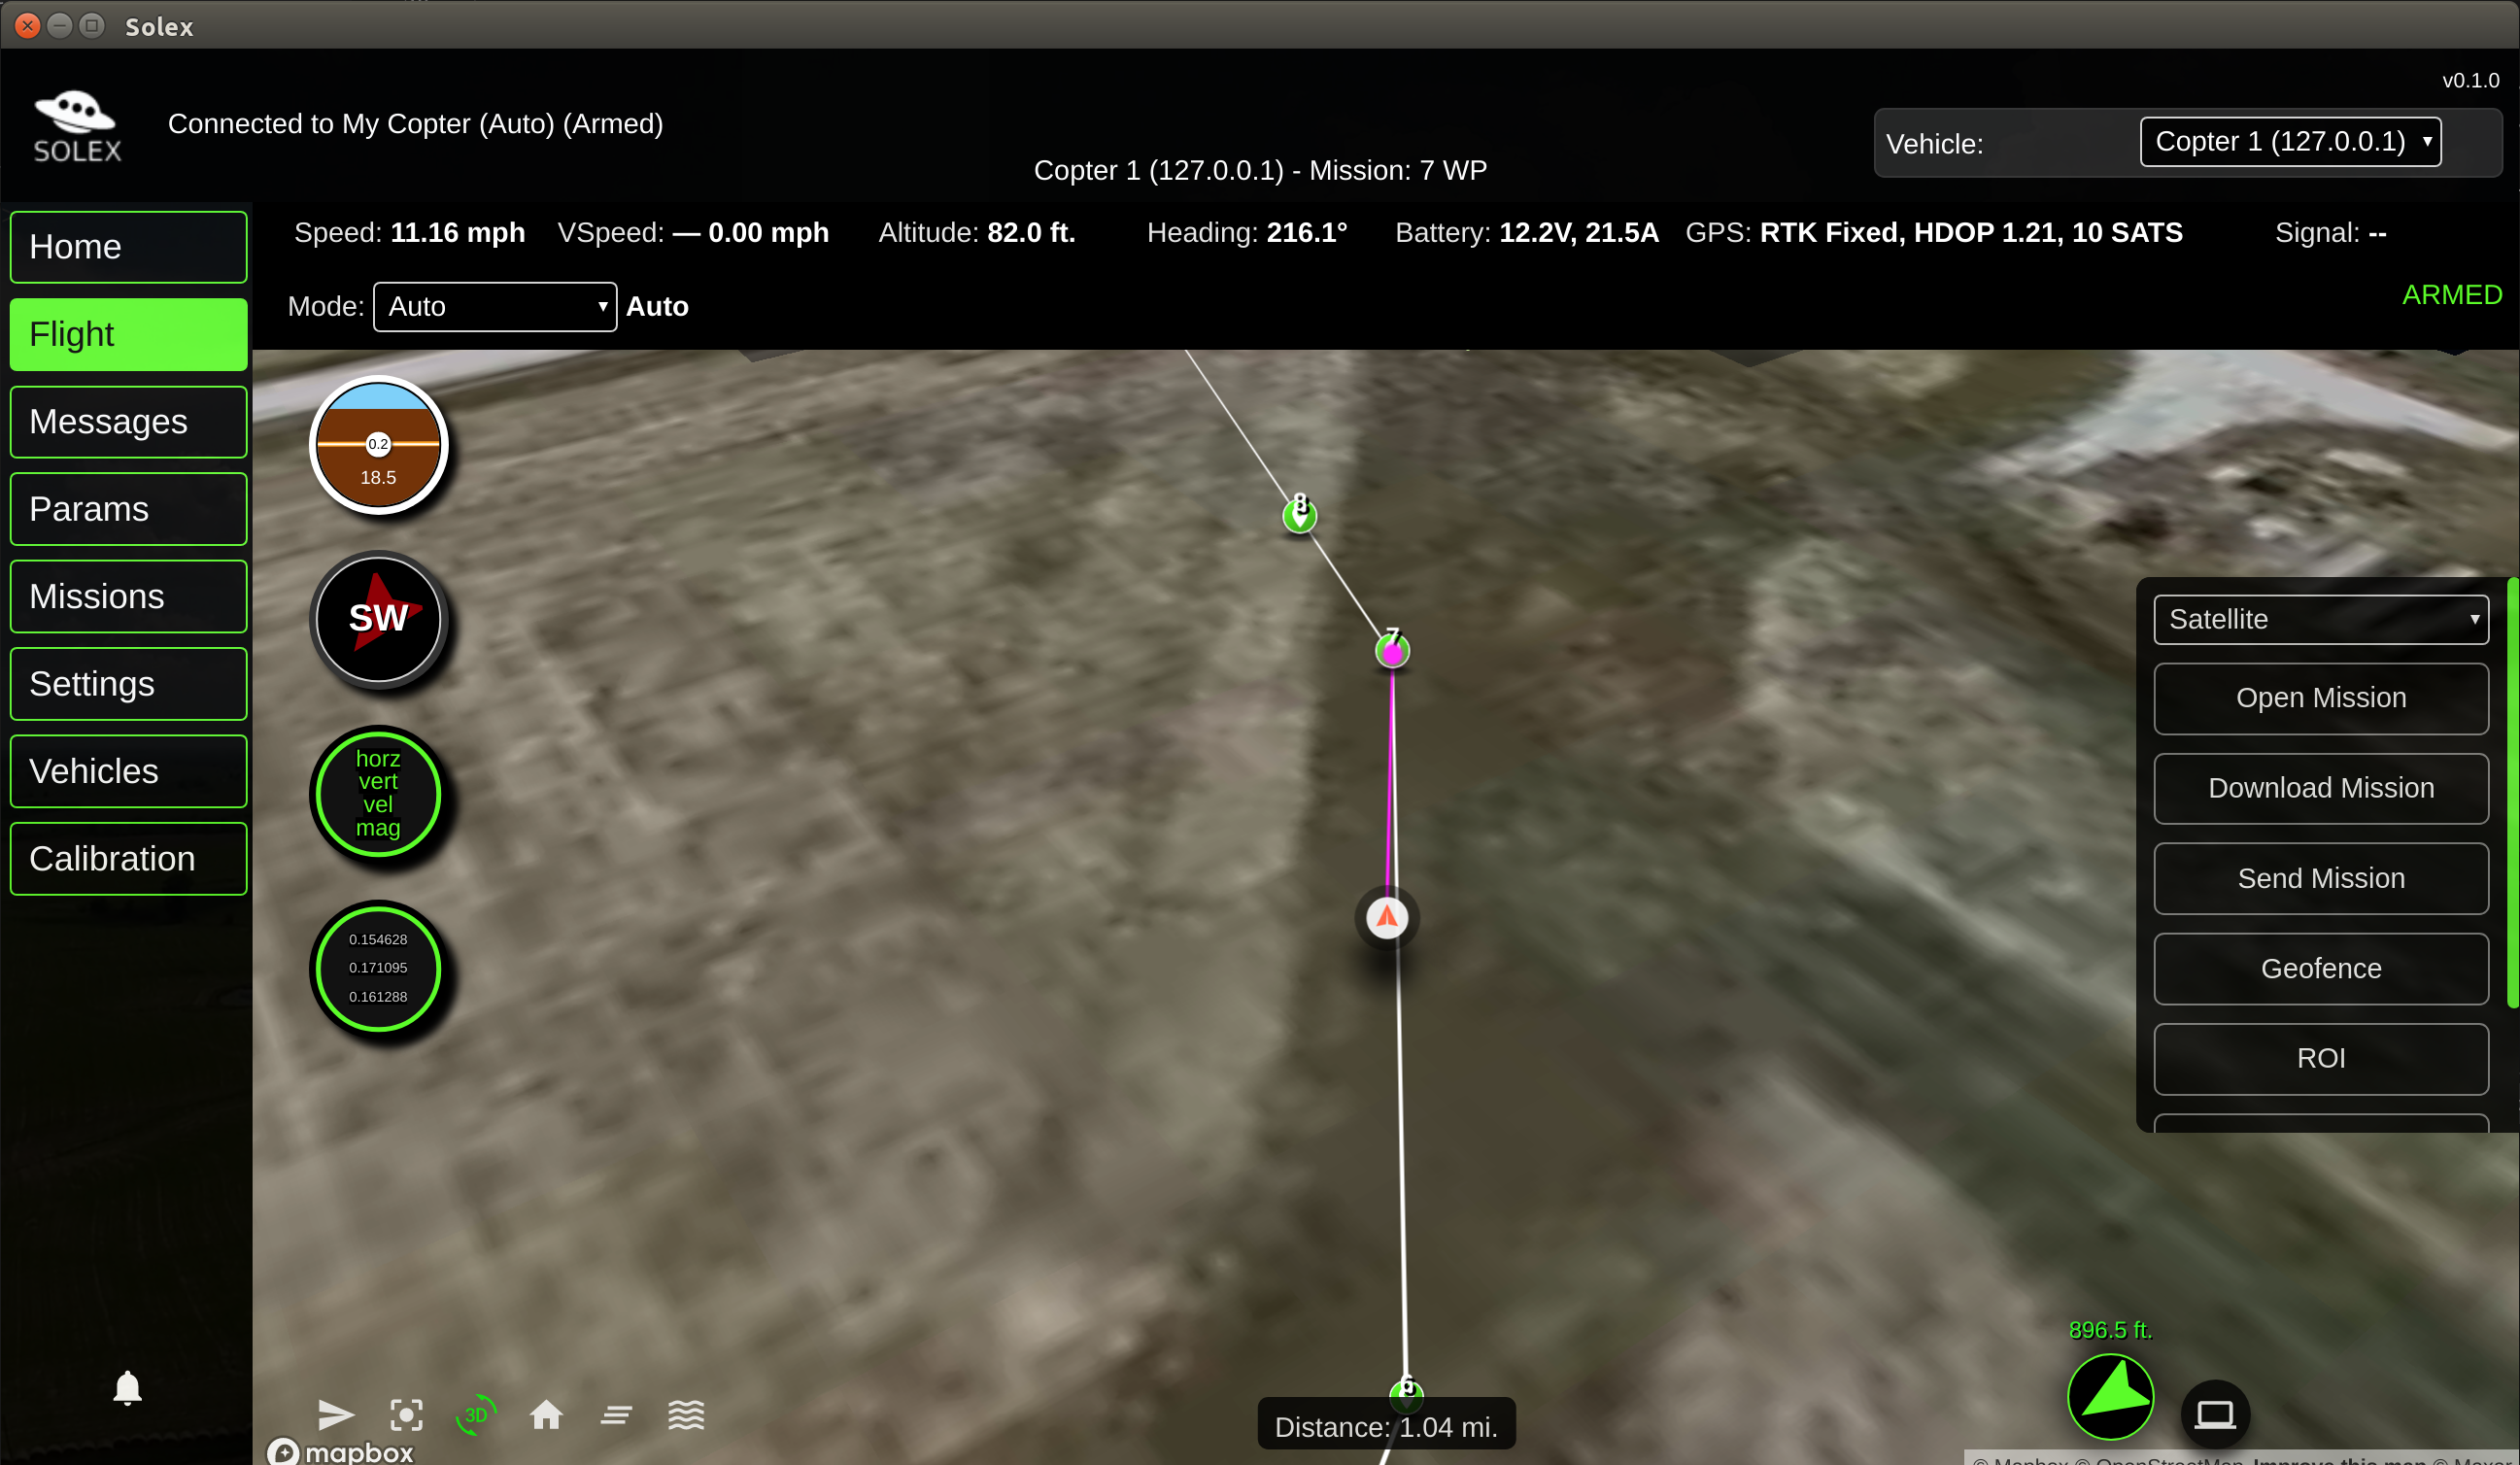 Solex
v0.1.0
SOLEX
Connected to My Copter (Auto) (Armed)
Vehicle: Copter 1 (127.0.0.1)
Copter 1 (127.0.0.1) - Mission: 7 WP
Speed: 11.16 mph VSpeed: — 0.00 mph Altitude: 82.0 ft. Heading: 216.1° Battery: 12.2V, 21.5A GPS: RTK Fixed, HDOP 1.21, 10 SATS Signal: --
Mode: Auto Auto
ARMED
Home
Flight
Messages
Params
Missions
Settings
Vehicles
Calibration
0.2
18.5
SW
horz
vert
vel
mag
0.154628
0.171095
0.161288
8
7
6
Satellite
Open Mission
Download Mission
Send Mission
Geofence
ROI
896.5 ft.
3D
Distance: 1.04 mi.
mapbox
© Mapbox © OpenStreetMap Improve this map © Maxar